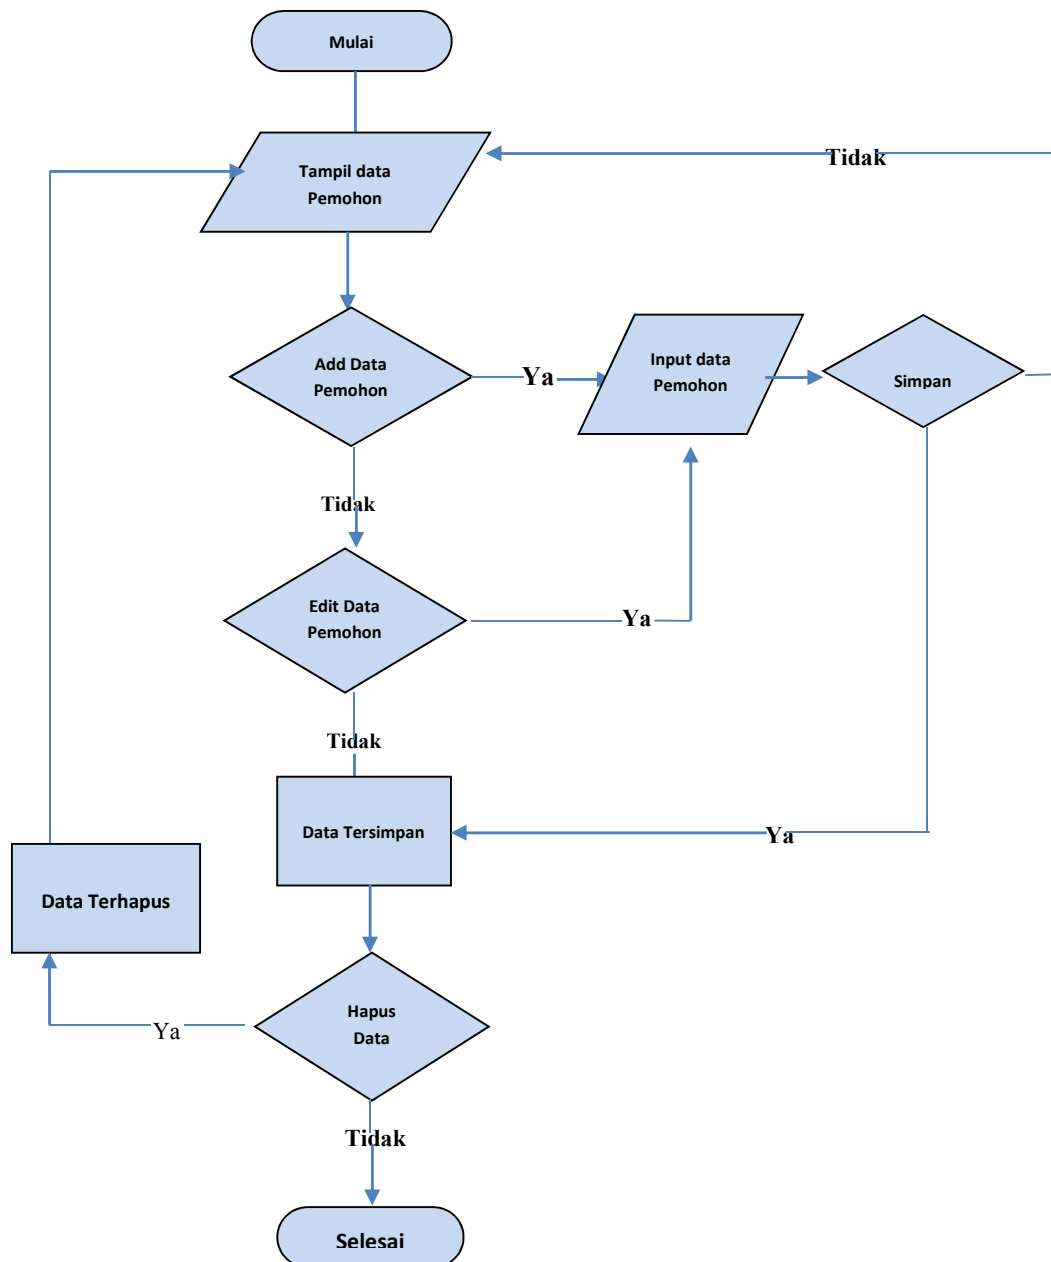 Mulai
Tampil data
Pemohon
Tidak
Add Data
Pemohon
Ya
Input data
Pemohon
Simpan
Tidak
Edit Data
Pemohon
Ya
Tidak
Data Tersimpan
Ya
Data Terhapus
Hapus
Data
Ya
Tidak
Selesai